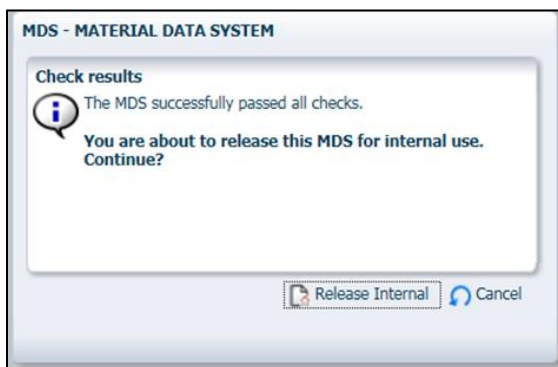 MDS - MATERIAL DATA SYSTEM
Check results
The MDS successfully passed all checks.
You are about to release this MDS for internal use.
Continue?
Release Internal
Cancel